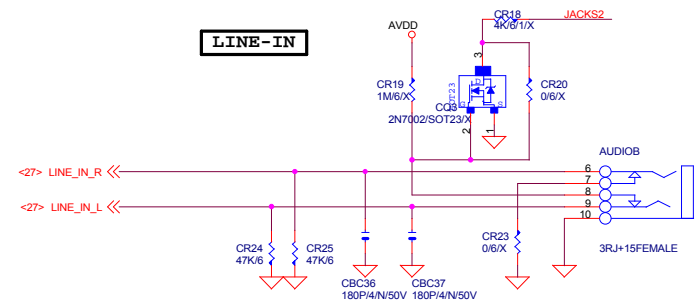 CR18
4K/6/1/X
JACKS2
AVDD
LINE-IN
3
CR19
1M/6/X
SOT23
D
G
S
CQ3
2N7002/SOT23/X
CR20
0/6/X
2
1
AUDIOB
<27> LINE_IN_R
6
7
8
<27> LINE_IN_L
9
10
CR24
47K/6
CR25
47K/6
CR23
0/6/X
3RJ+15FEMALE
CBC36
180P/4/N/50V
CBC37
180P/4/N/50V